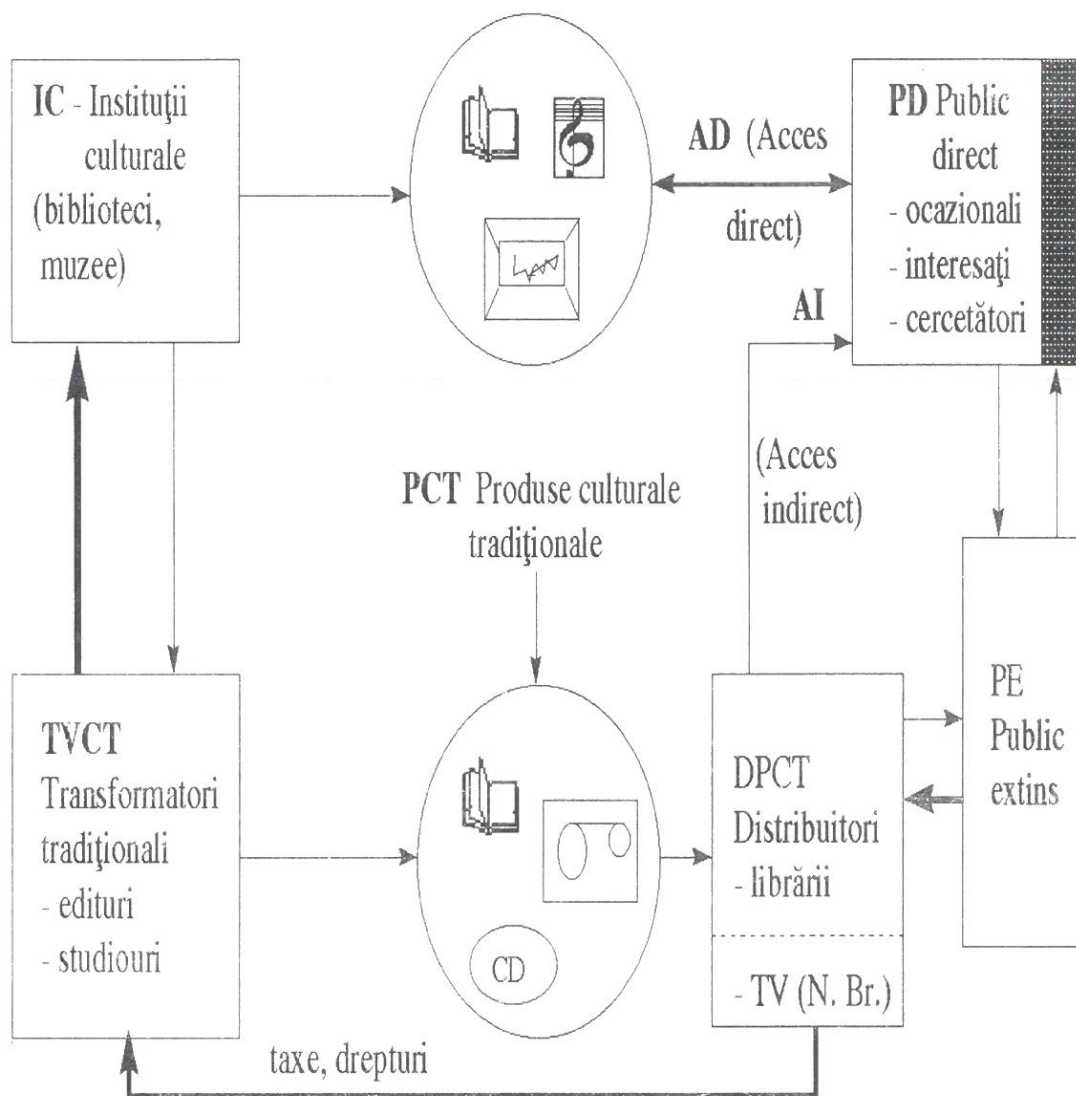 IC - Instituţii
culturale
(biblioteci,
muzee)
AD (Acces
direct)
PD Public
direct
- ocazionali
- interesaţi
- cercetători
AI
(Acces
indirect)
PCT Produse culturale
tradiţionale
TVCT
Transformatori
tradiţionali
- edituri
- studiouri
CD
DPCT
Distribuitori
- librării
- TV (N. Br.)
PE
Public
extins
taxe, drepturi